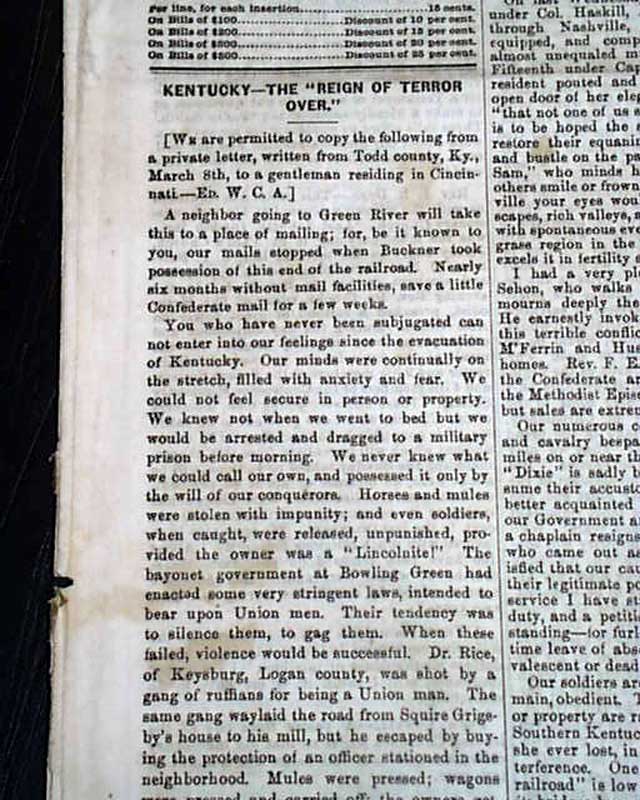 Per line, for each insertion....................15 cents.
On Bills of $100....................Discount of 10 per cent.
On Bills of $200....................Discount of 15 per cent.
On Bills of $300....................Discount of 20 per cent.
On Bills of $500....................Discount of 25 per cent.
KENTUCKY—THE "REIGN OF TERROR
OVER."
[WE are permitted to copy the following from
a private letter, written from Todd county, Ky.,
March 8th, to a gentleman residing in Cincin-
nati.—ED. W. C. A.]
A neighbor going to Green River will take
this to a place of mailing; for, be it known to
you, our mails stopped when Buckner took
possession of this end of the railroad. Nearly
six months without mail facilities, save a little
Confederate mail for a few weeks.
You who have never been subjugated can
not enter into our feelings since the evacuation
of Kentucky. Our minds were continually on
the stretch, filled with anxiety and fear. We
could not feel secure in person or property.
We knew not when we went to bed but we
would be arrested and dragged to a military
prison before morning. We never knew what
we could call our own, and possessed it only by
the will of our conquerors. Horses and mules
were stolen with impunity; and even soldiers,
when caught, were released, unpunished, pro-
vided the owner was a "Lincolnite!" The
bayonet government at Bowling Green had
enacted some very stringent laws, intended to
bear upon Union men. Their tendency was
to silence them, to gag them. When these
failed, violence would be successful. Dr. Rice,
of Keysburg, Logan county, was shot by a
gang of ruffians for being a Union man. The
same gang waylaid the road from Squire Grigs-
by's house to his mill, but he escaped by buy-
ing the protection of an officer stationed in the
neighborhood. Mules were pressed; wagons
were pressed and carried off; the owners not
under Col. Haskill,
through Nashville,
equipped, and comp
almost unequaled m
Fifteenth under Cap
resident pouted and
open door of her eleg
"that not one of us s
is to be hoped the
restore their equanim
and bustle on the pa
Sam," who minds h
others smile or frown
ville your eyes wou
scapes, rich valleys,
with spontaneous eve
grass region in the
excels it in fertility
I had a very pl
Sehon, who walks
mourns deeply the
He earnestly invok
this terrible conflic
M'Ferrin and Hus
homes. Rev. F. E.
the Confederate ar
the Methodist Epise
but sales are extrem
Our numerous c
and cavalry bespa
miles on or near th
"Dixie" is sadly b
sume their accusto
better acquainted
our Government a
a chaplain resigns
who came out as
isfied that our cau
their legitimate po
service I have st
duty, and a petitio
standing—for furl
time leave of abse
valescent or dead
Our soldiers are
main, obedient. T
or property are r
Southern Kentuc
she ever lost, in
terference. One
railroad" is low